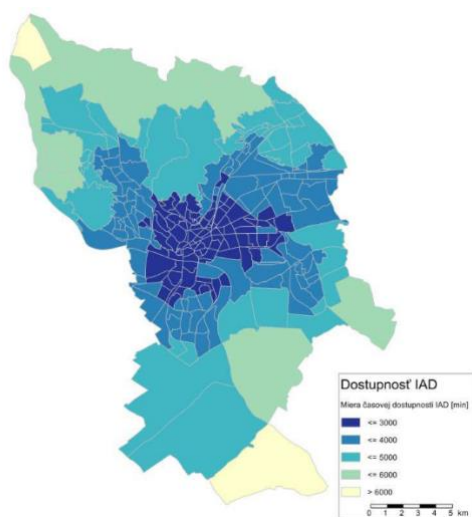 Dostupnosť IAD
Miera časovej dostupnosti IAD [min]
<= 3000
<= 4000
<= 5000
<= 6000
> 6000
0 1 2 3 4 5
km